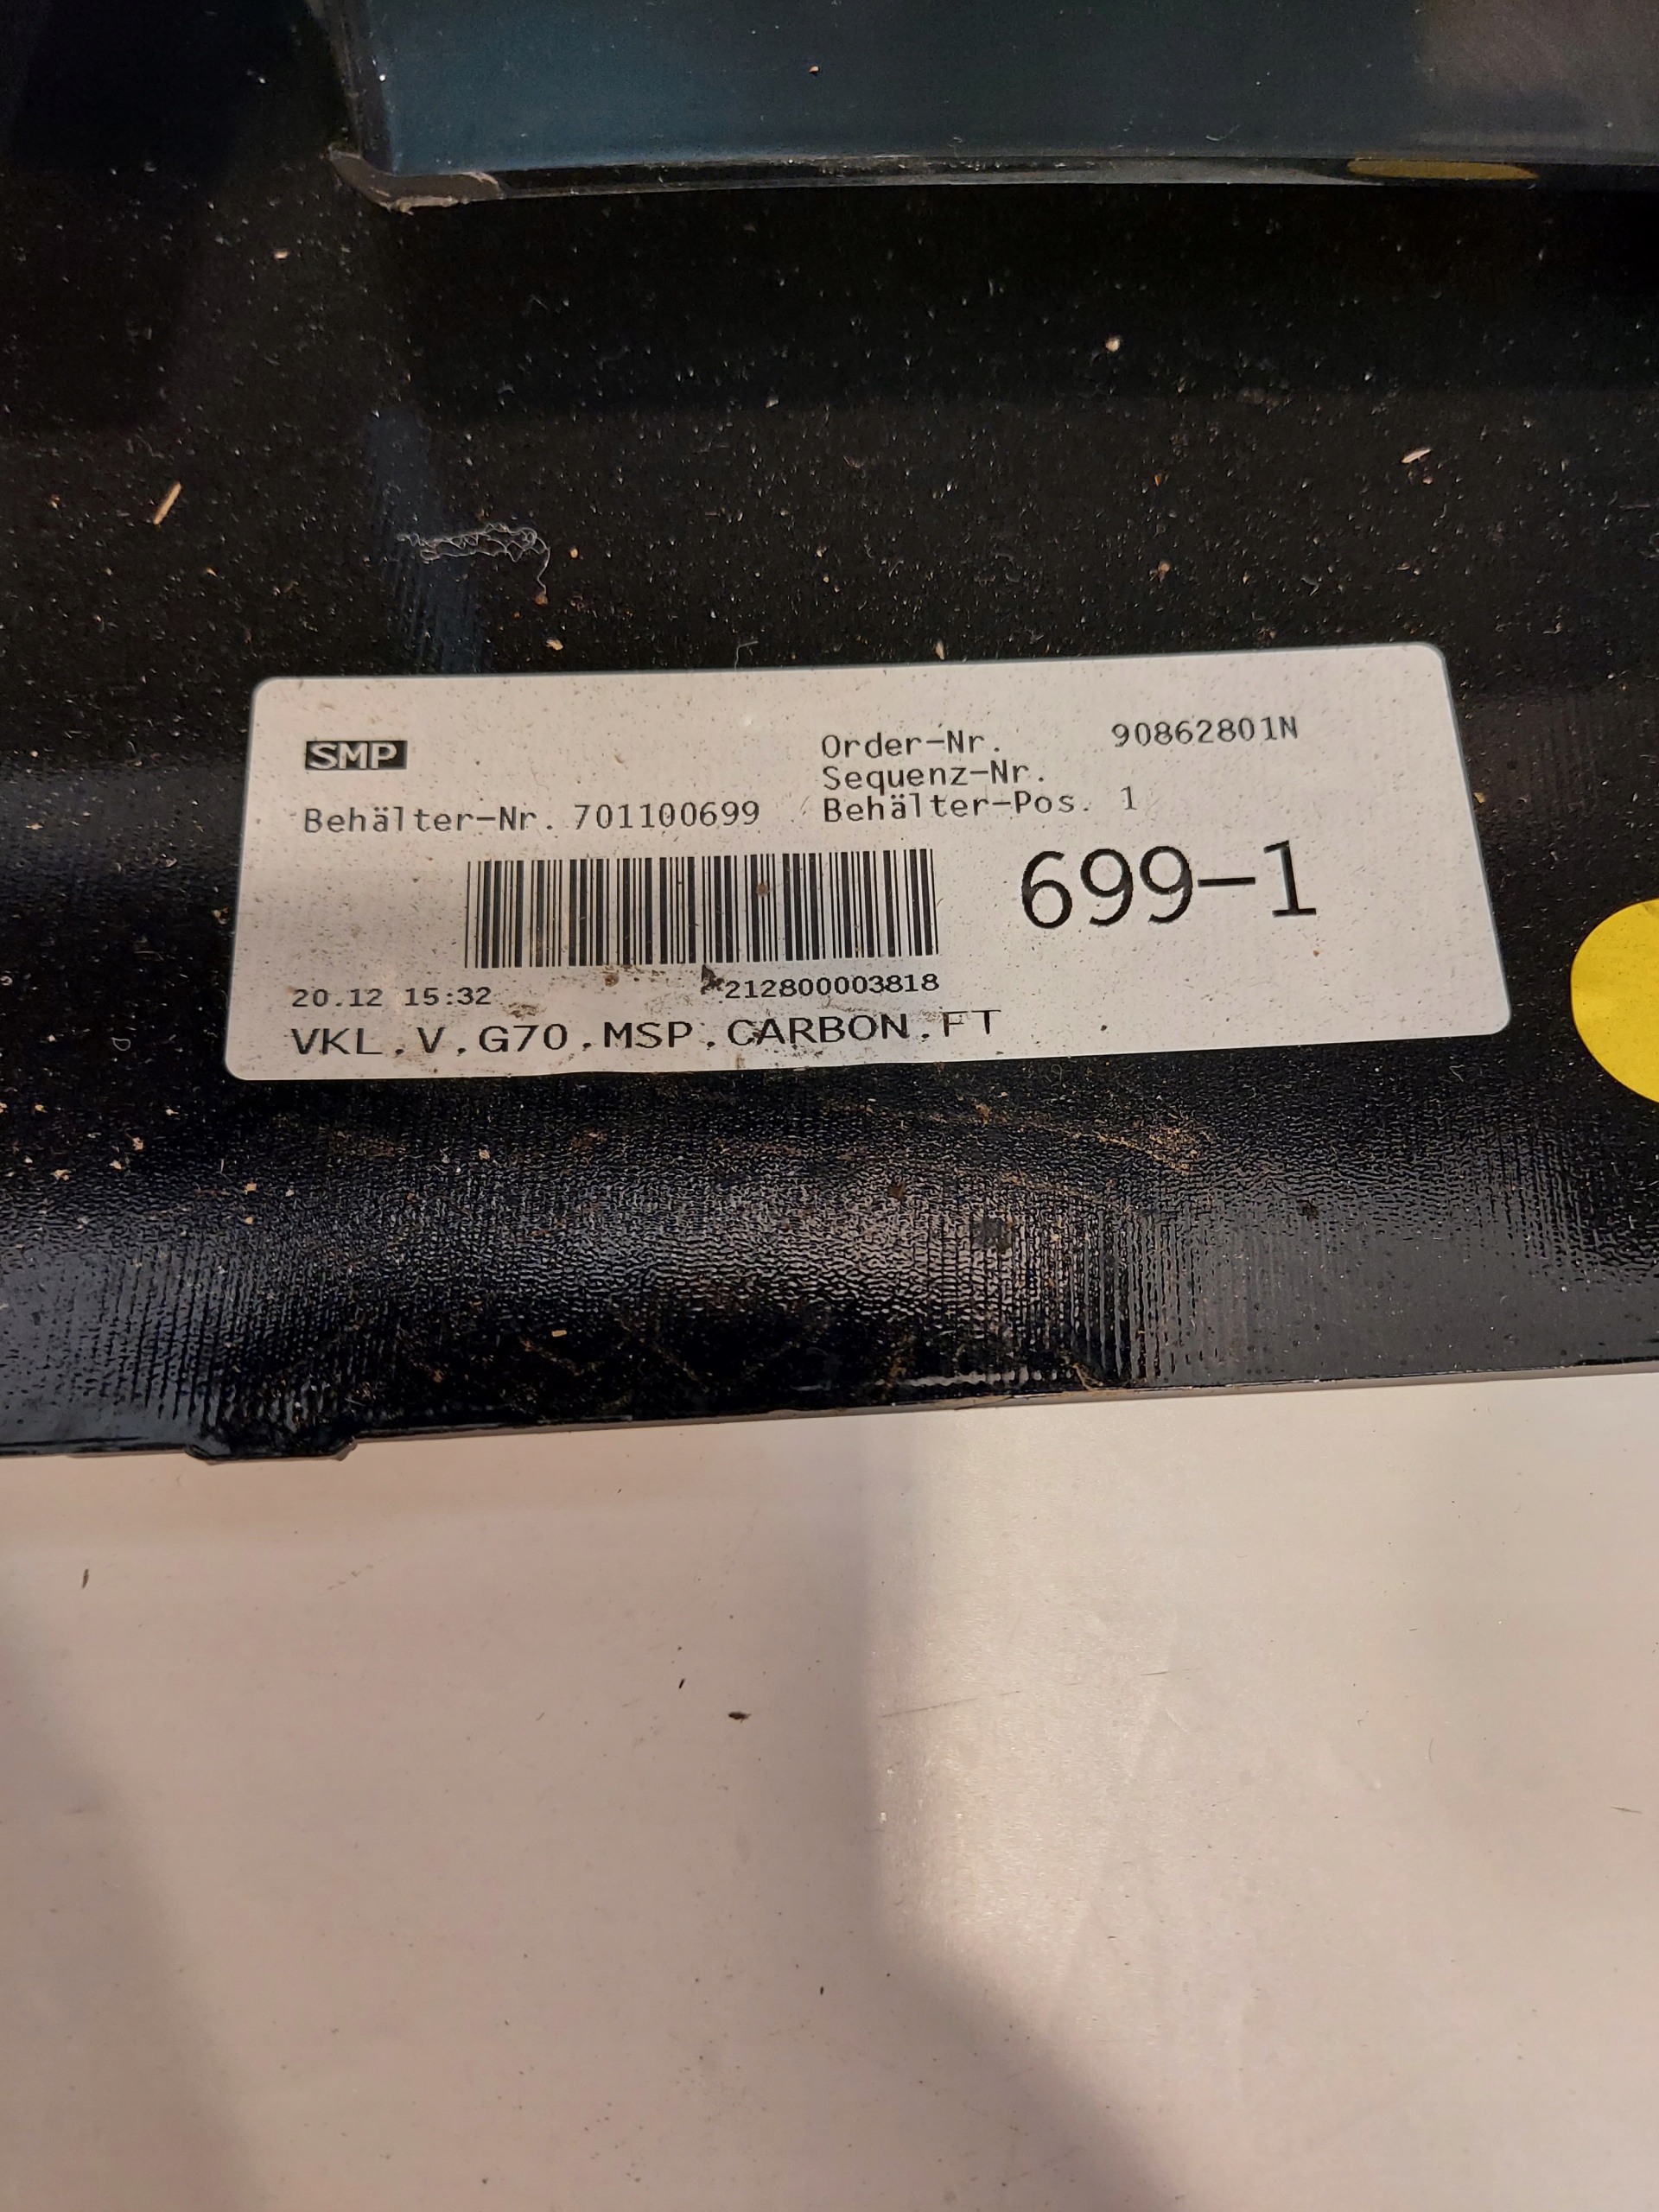 SMP
Order-Nr. 90862801N
Sequenz-Nr.
Behälter-Nr. 701100699 Behälter-Pos. 1
699-1
20.12 15:32 212800003818
VKL,V,G70,MSP,CARBON,FT